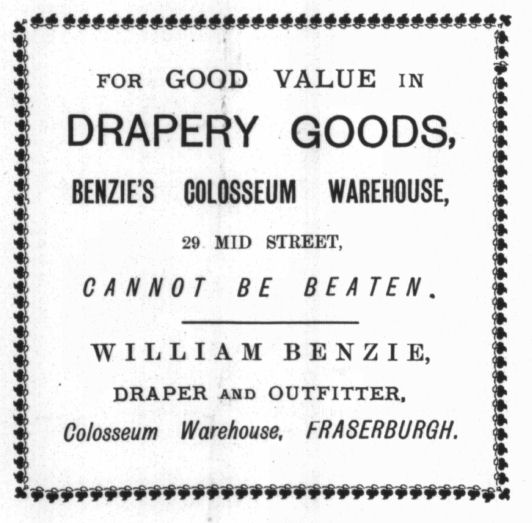 FOR GOOD VALUE IN
DRAPERY GOODS,
BENZIE'S COLOSSEUM WAREHOUSE,
29 MID STREET,
CANNOT BE BEATEN.
WILLIAM BENZIE,
DRAPER AND OUTFITTER,
Colosseum Warehouse, FRASERBURGH.